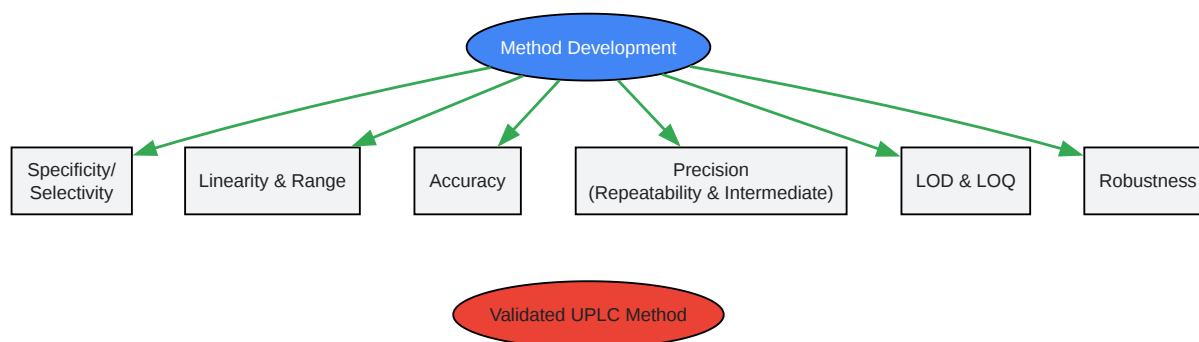 Method Development
Specificity/
Selectivity
Linearity & Range
Accuracy
Precision
(Repeatability & Intermediate)
LOD & LOQ
Robustness
Validated UPLC Method